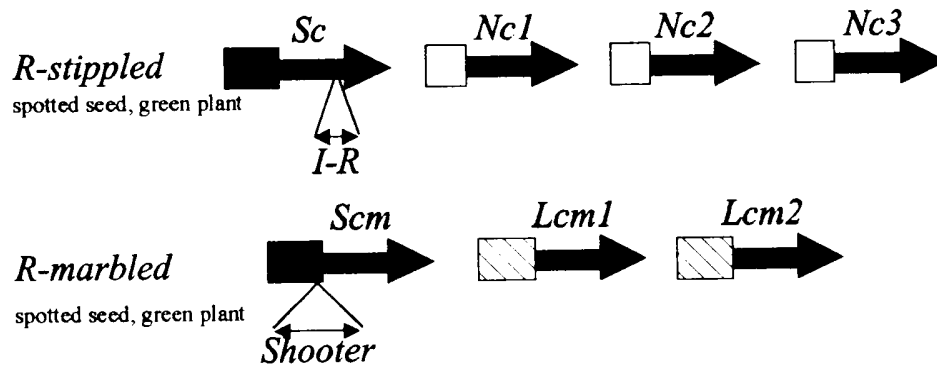 Sc Nc1 Nc2 Nc3
R-stippled
spotted seed, green plant
I-R
Scm Lcm1 Lcm2
R-marbled
spotted seed, green plant
Shooter